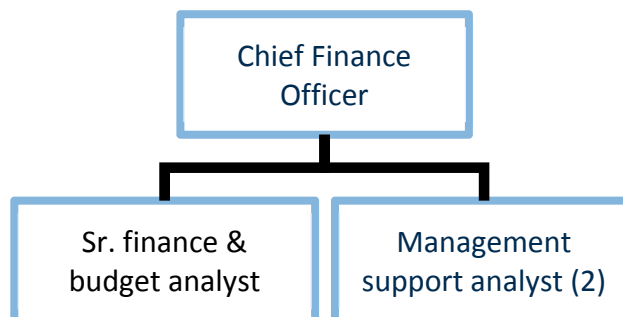 Chief Finance
Officer
Sr. finance &
budget analyst
Management
support analyst (2)